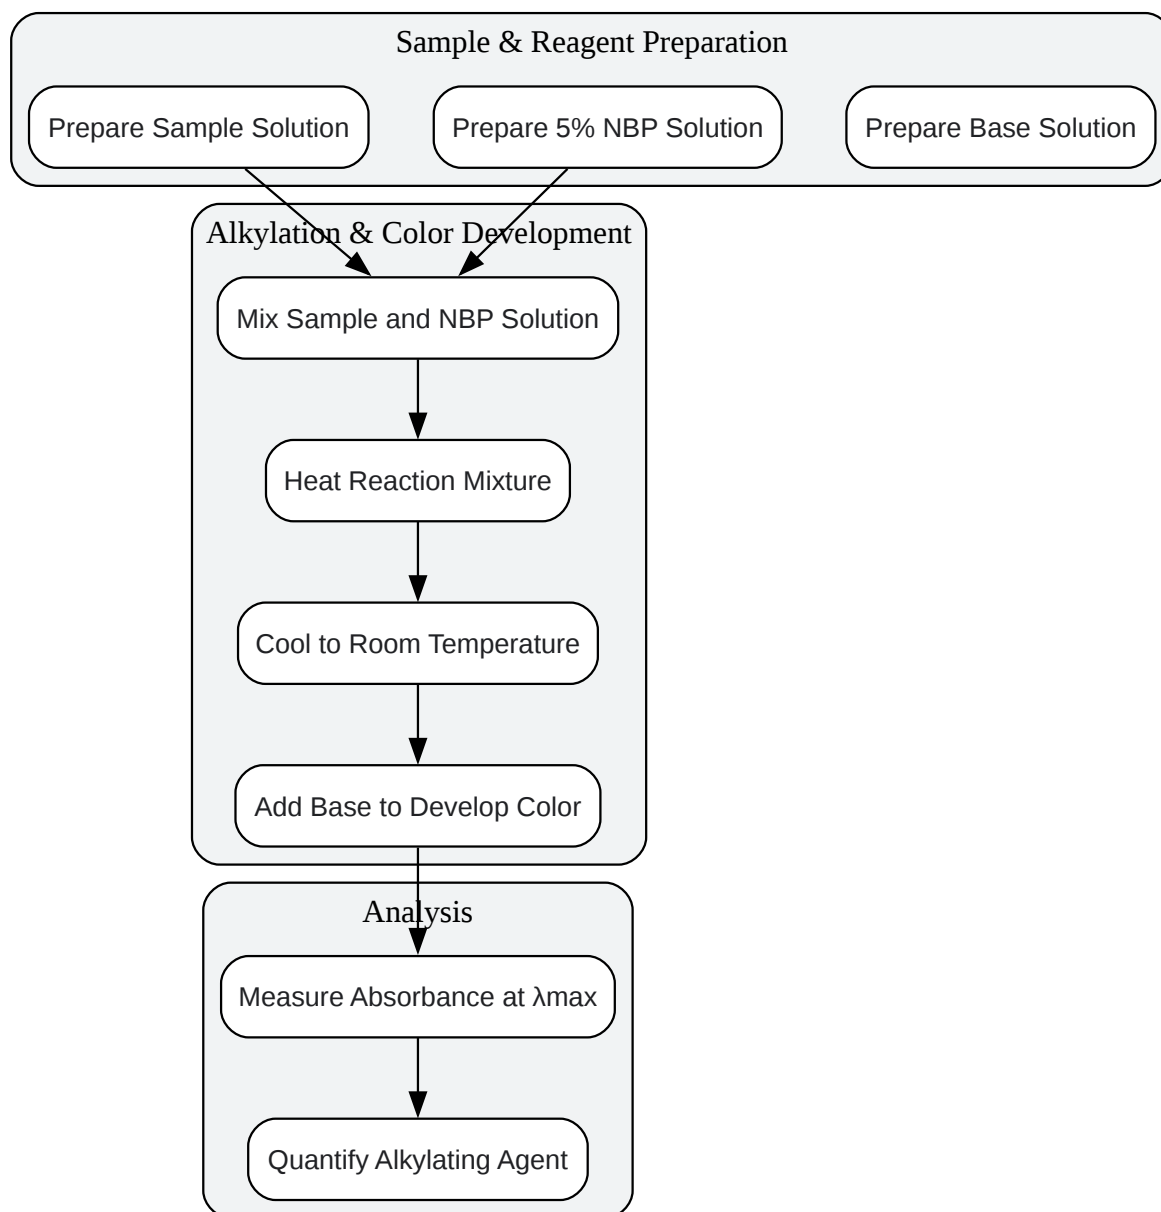 Sample & Reagent Preparation
Prepare Sample Solution
Prepare 5% NBP Solution
Prepare Base Solution
Alkylation & Color Development
Mix Sample and NBP Solution
Heat Reaction Mixture
Cool to Room Temperature
Add Base to Develop Color
Analysis
Measure Absorbance at λmax
Quantify Alkylating Agent